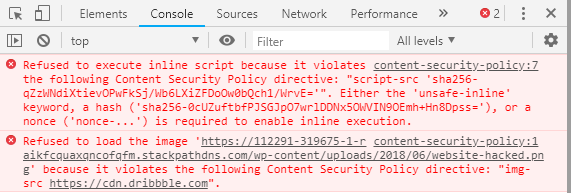 Elements Console Sources Network Performance » 2
top Filter Default levels
Refused to execute inline script because it violates content-security-policy:7
the following Content Security Policy directive: "script-src 'sha256-
qZzWNdiXtievOPwFkSj/Wb6LXiZFDoOw0bQch1/WrvE='". Either the 'unsafe-inline'
keyword, a hash ('sha256-0cUZuftbfPJSGJpO7wrlDDNx5OWVIN9OEmh+Hn8Dpss='), or a
nonce ('nonce-...') is required to enable inline execution.
Refused to load the image 'https://112291-319675-1-r content-security-policy:1
aikfcquaxqncofqfm.stackpathdns.com/wp-content/uploads/2018/06/website-hacked.pn
g' because it violates the following Content Security Policy directive: "img-
src https://cdn.dribbble.com".